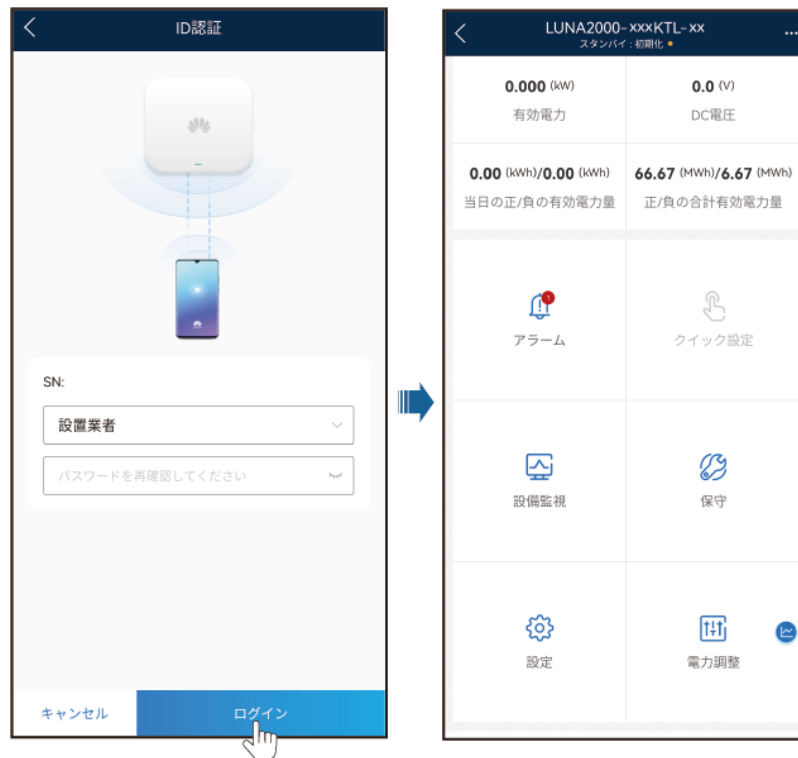 ID認証
SN:
設置業者
パスワードを再確認してください
キャンセル
ログイン
LUNA2000-xxxKTL-xx
スタンバイ : 初期化
0.000 (kW)
有効電力
0.0 (V)
DC電圧
0.00 (kWh)/0.00 (kWh)
当日の正/負の有効電力量
66.67 (MWh)/6.67 (MWh)
正/負の合計有効電力量
1
アラーム
クイック設定
設備監視
保守
設定
電力調整